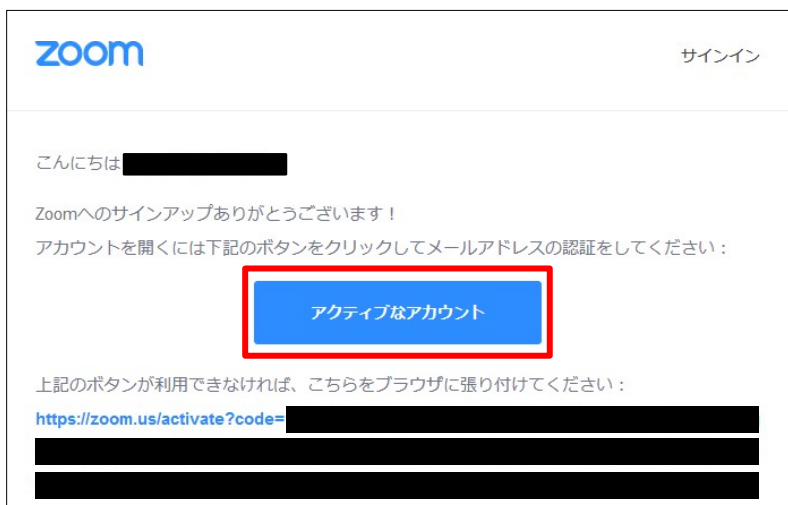 zoom
サインイン
こんにちは
Zoomへのサインアップありがとうございます！
アカウントを開くには下記のボタンをクリックしてメールアドレスの認証をしてください：
アクティブなアカウント
上記のボタンが利用できなければ、こちらをブラウザに張り付けてください：
https://zoom.us/activate?code=